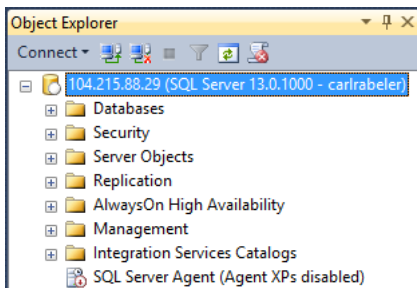 Object Explorer
Connect
104.215.88.29 (SQL Server 13.0.1000 - carlrabeler)
Databases
Security
Server Objects
Replication
AlwaysOn High Availability
Management
Integration Services Catalogs
SQL Server Agent (Agent XPs disabled)